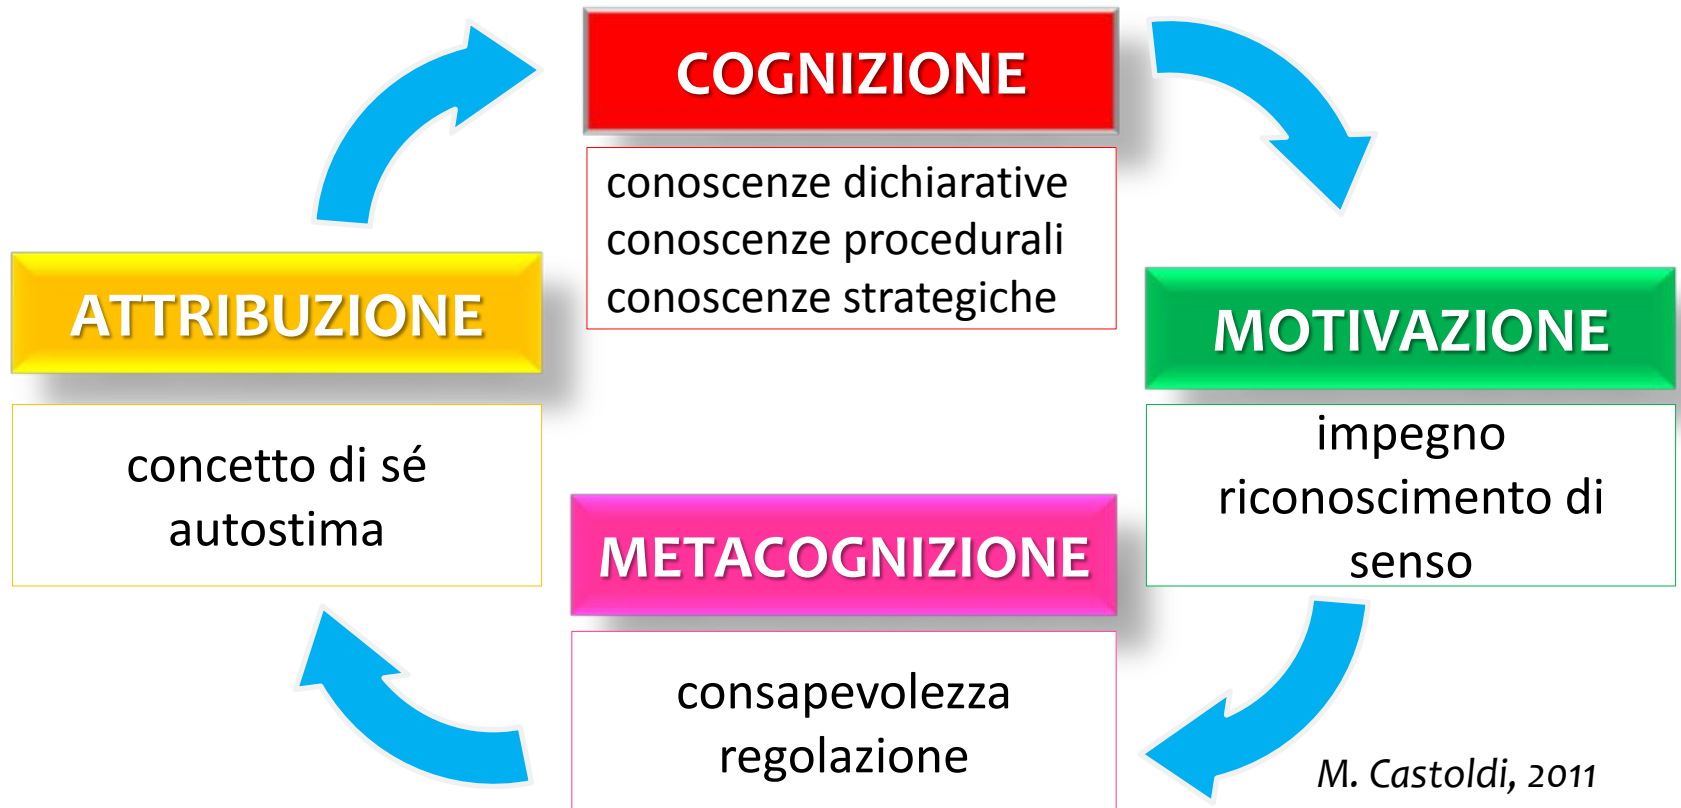 COGNIZIONE
conoscenze dichiarative
conoscenze procedurali
conoscenze strategiche
ATTRIBUZIONE
concetto di sé
autostima
MOTIVAZIONE
impegno
riconoscimento di
senso
METACOGNIZIONE
consapevolezza
regolazione
M. Castoldi, 2011